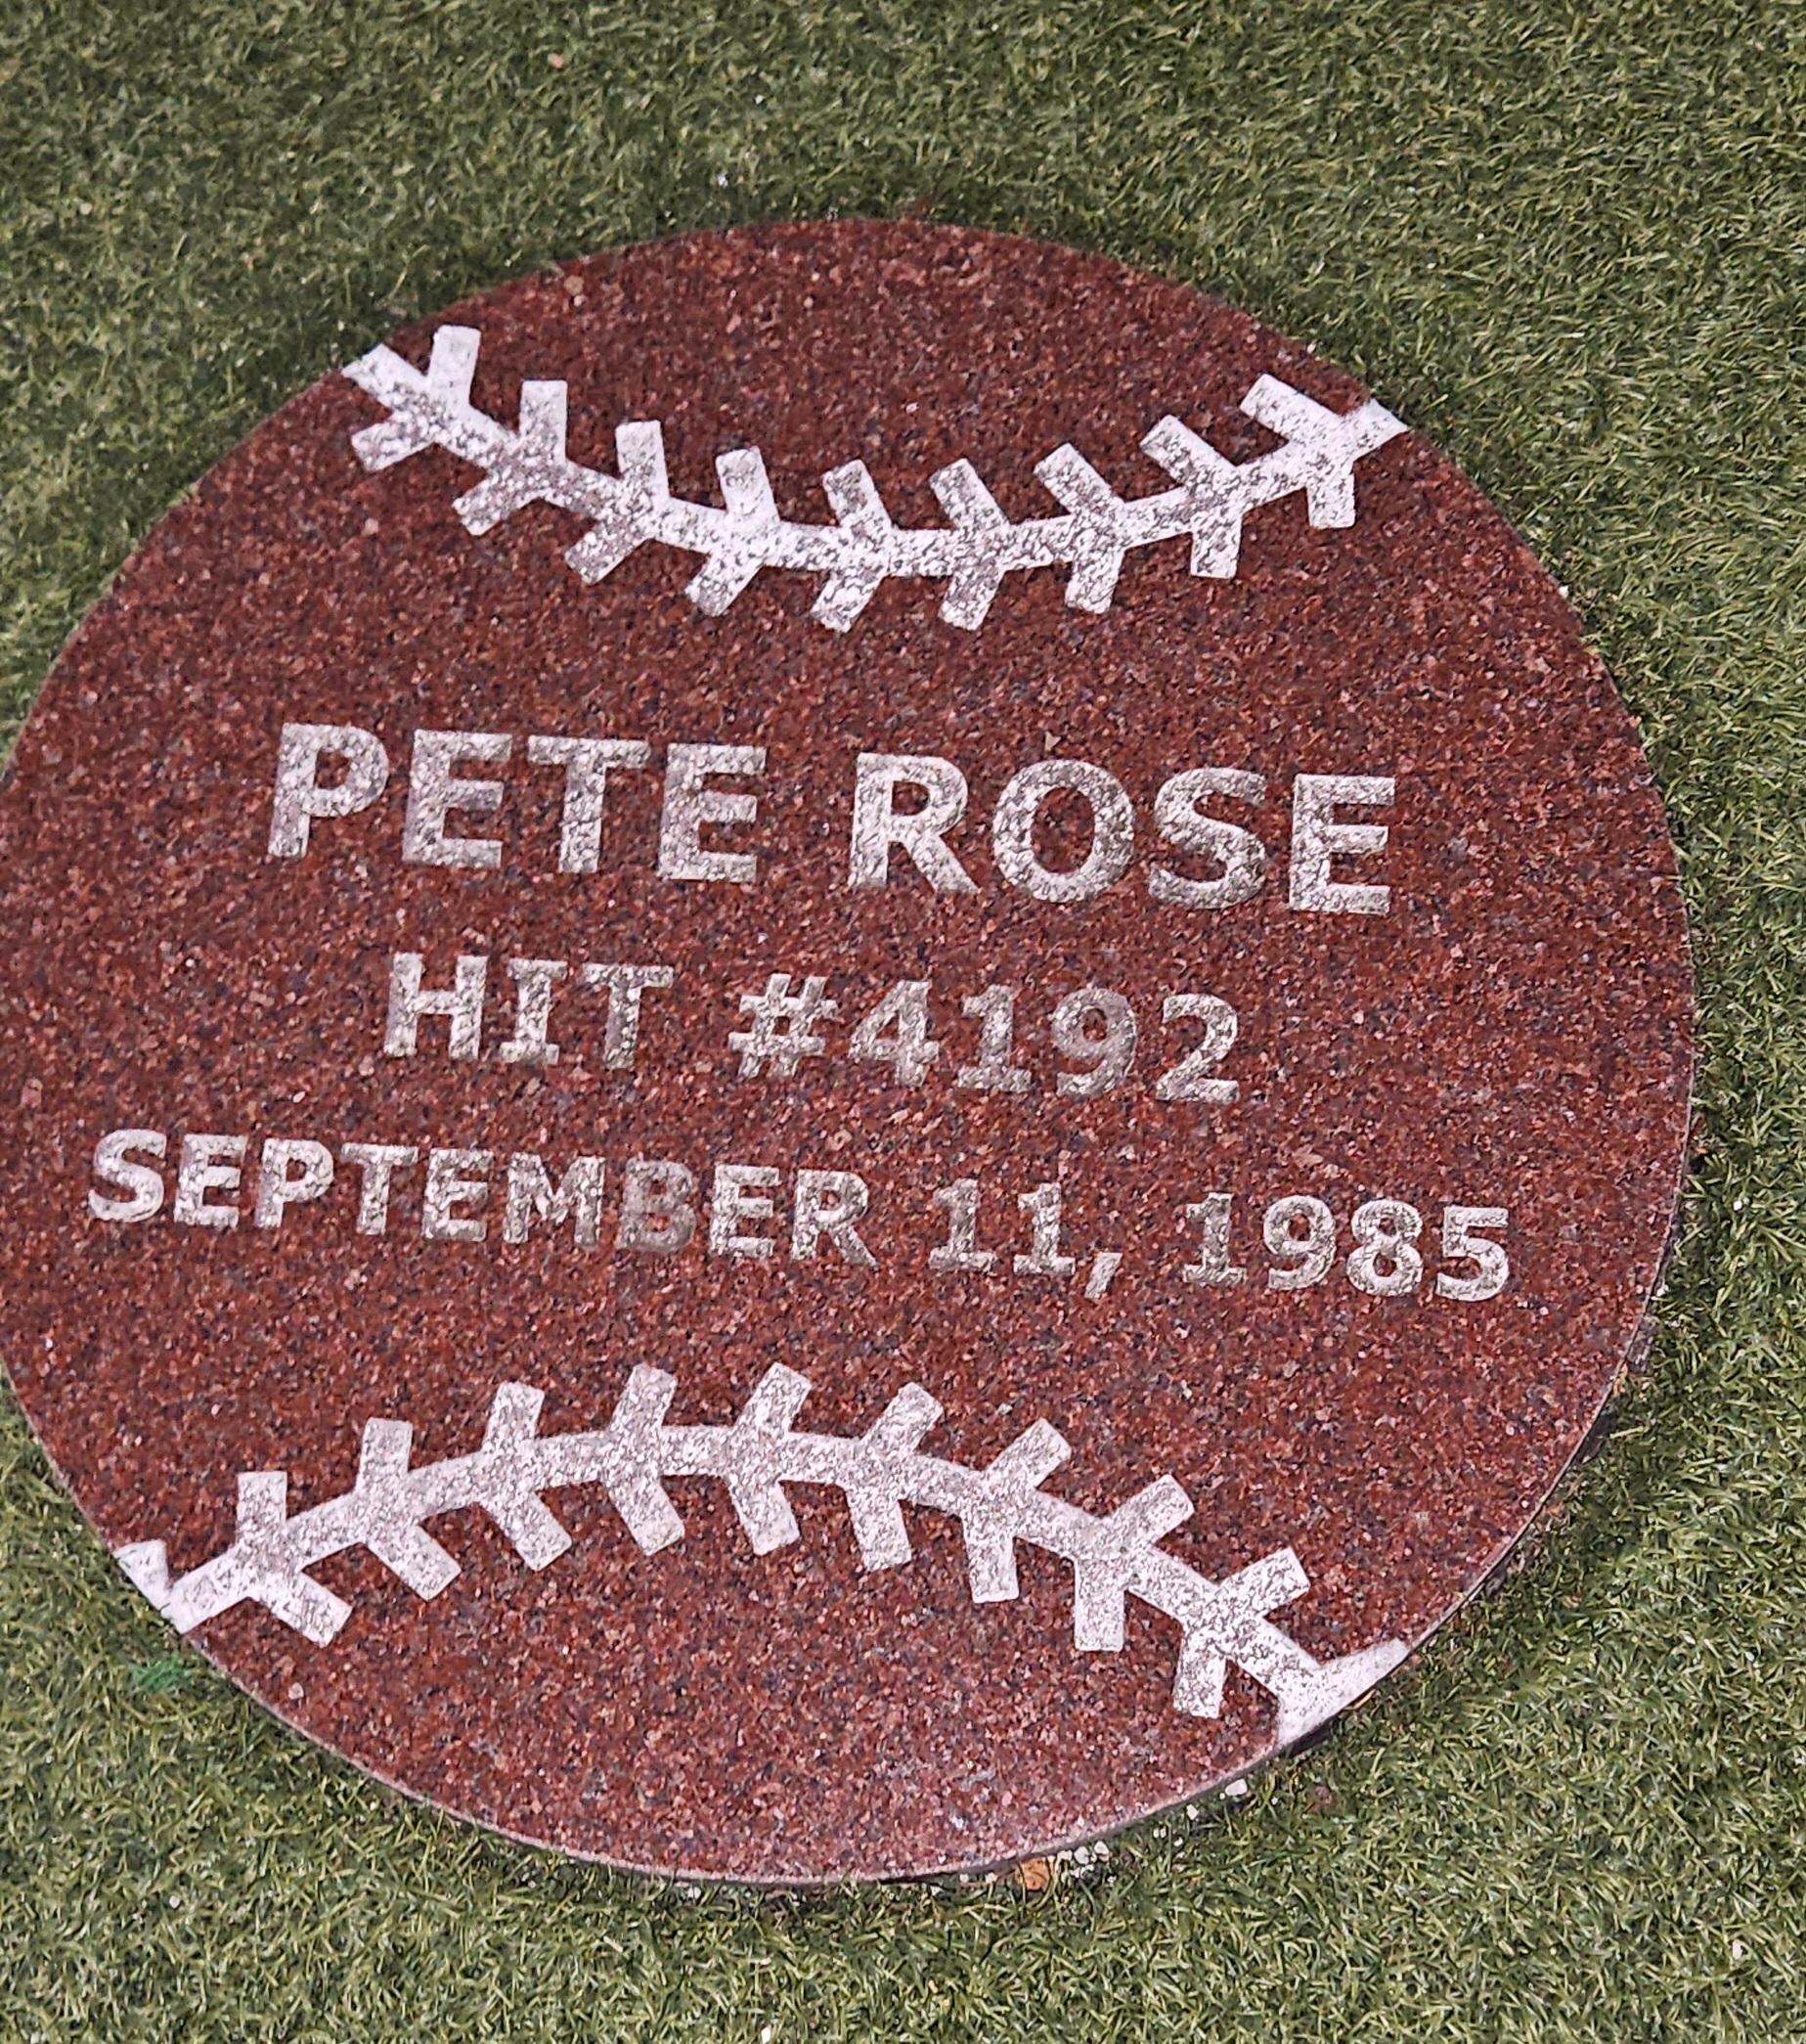 PETE ROSE
HIT #4192
SEPTEMBER 11, 1985